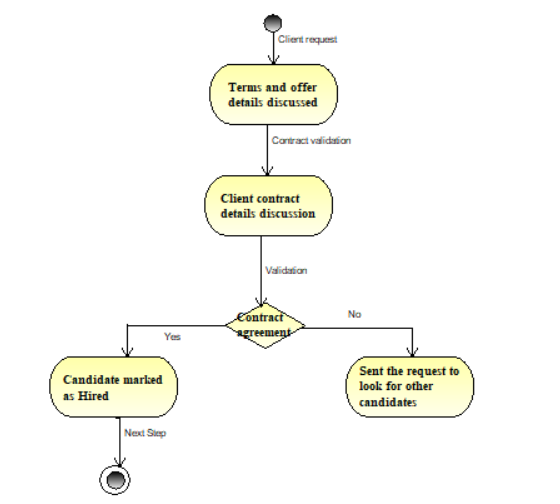 Client request
Terms and offer
details discussed
Contract validation
Client contract
details discussion
Validation
Contract
agreement
No
Yes
Candidate marked
as Hired
Sent the request to
look for other
candidates
Next Step